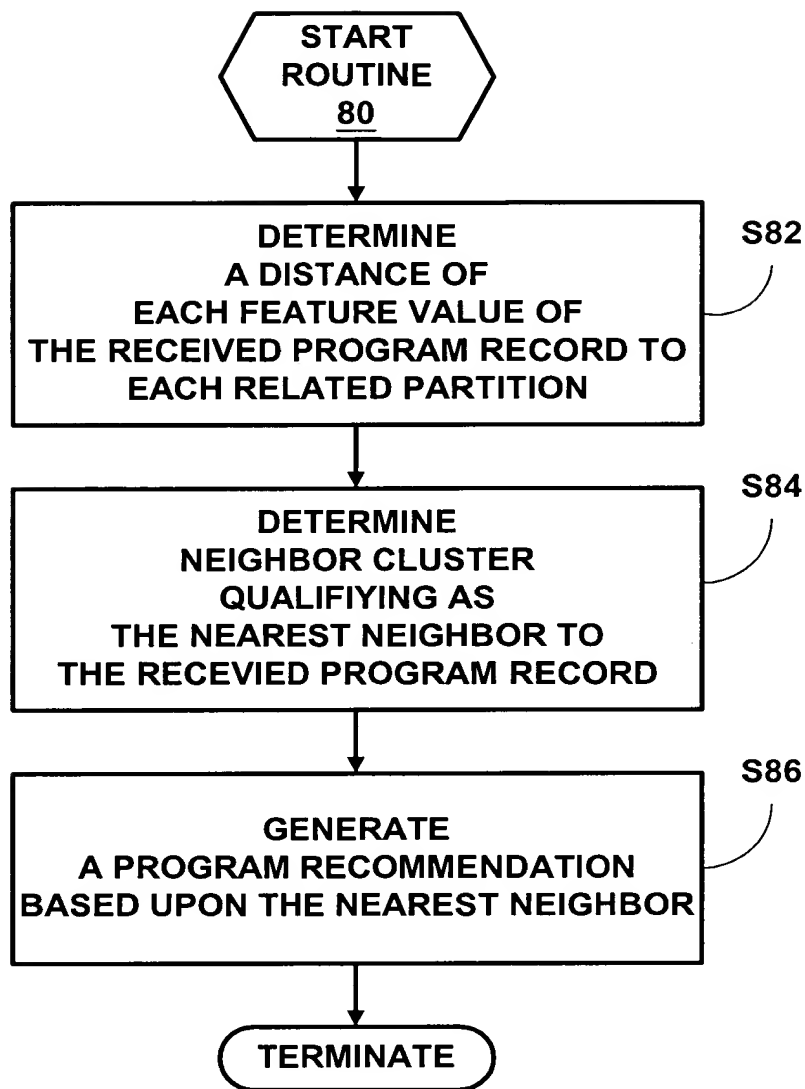 START
ROUTINE
80
DETERMINE
A DISTANCE OF
EACH FEATURE VALUE OF
THE RECEIVED PROGRAM RECORD TO
EACH RELATED PARTITION
S82
DETERMINE
NEIGHBOR CLUSTER
QUALIFIYING AS
THE NEAREST NEIGHBOR TO
THE RECEVIED PROGRAM RECORD
S84
GENERATE
A PROGRAM RECOMMENDATION
BASED UPON THE NEAREST NEIGHBOR
S86
TERMINATE